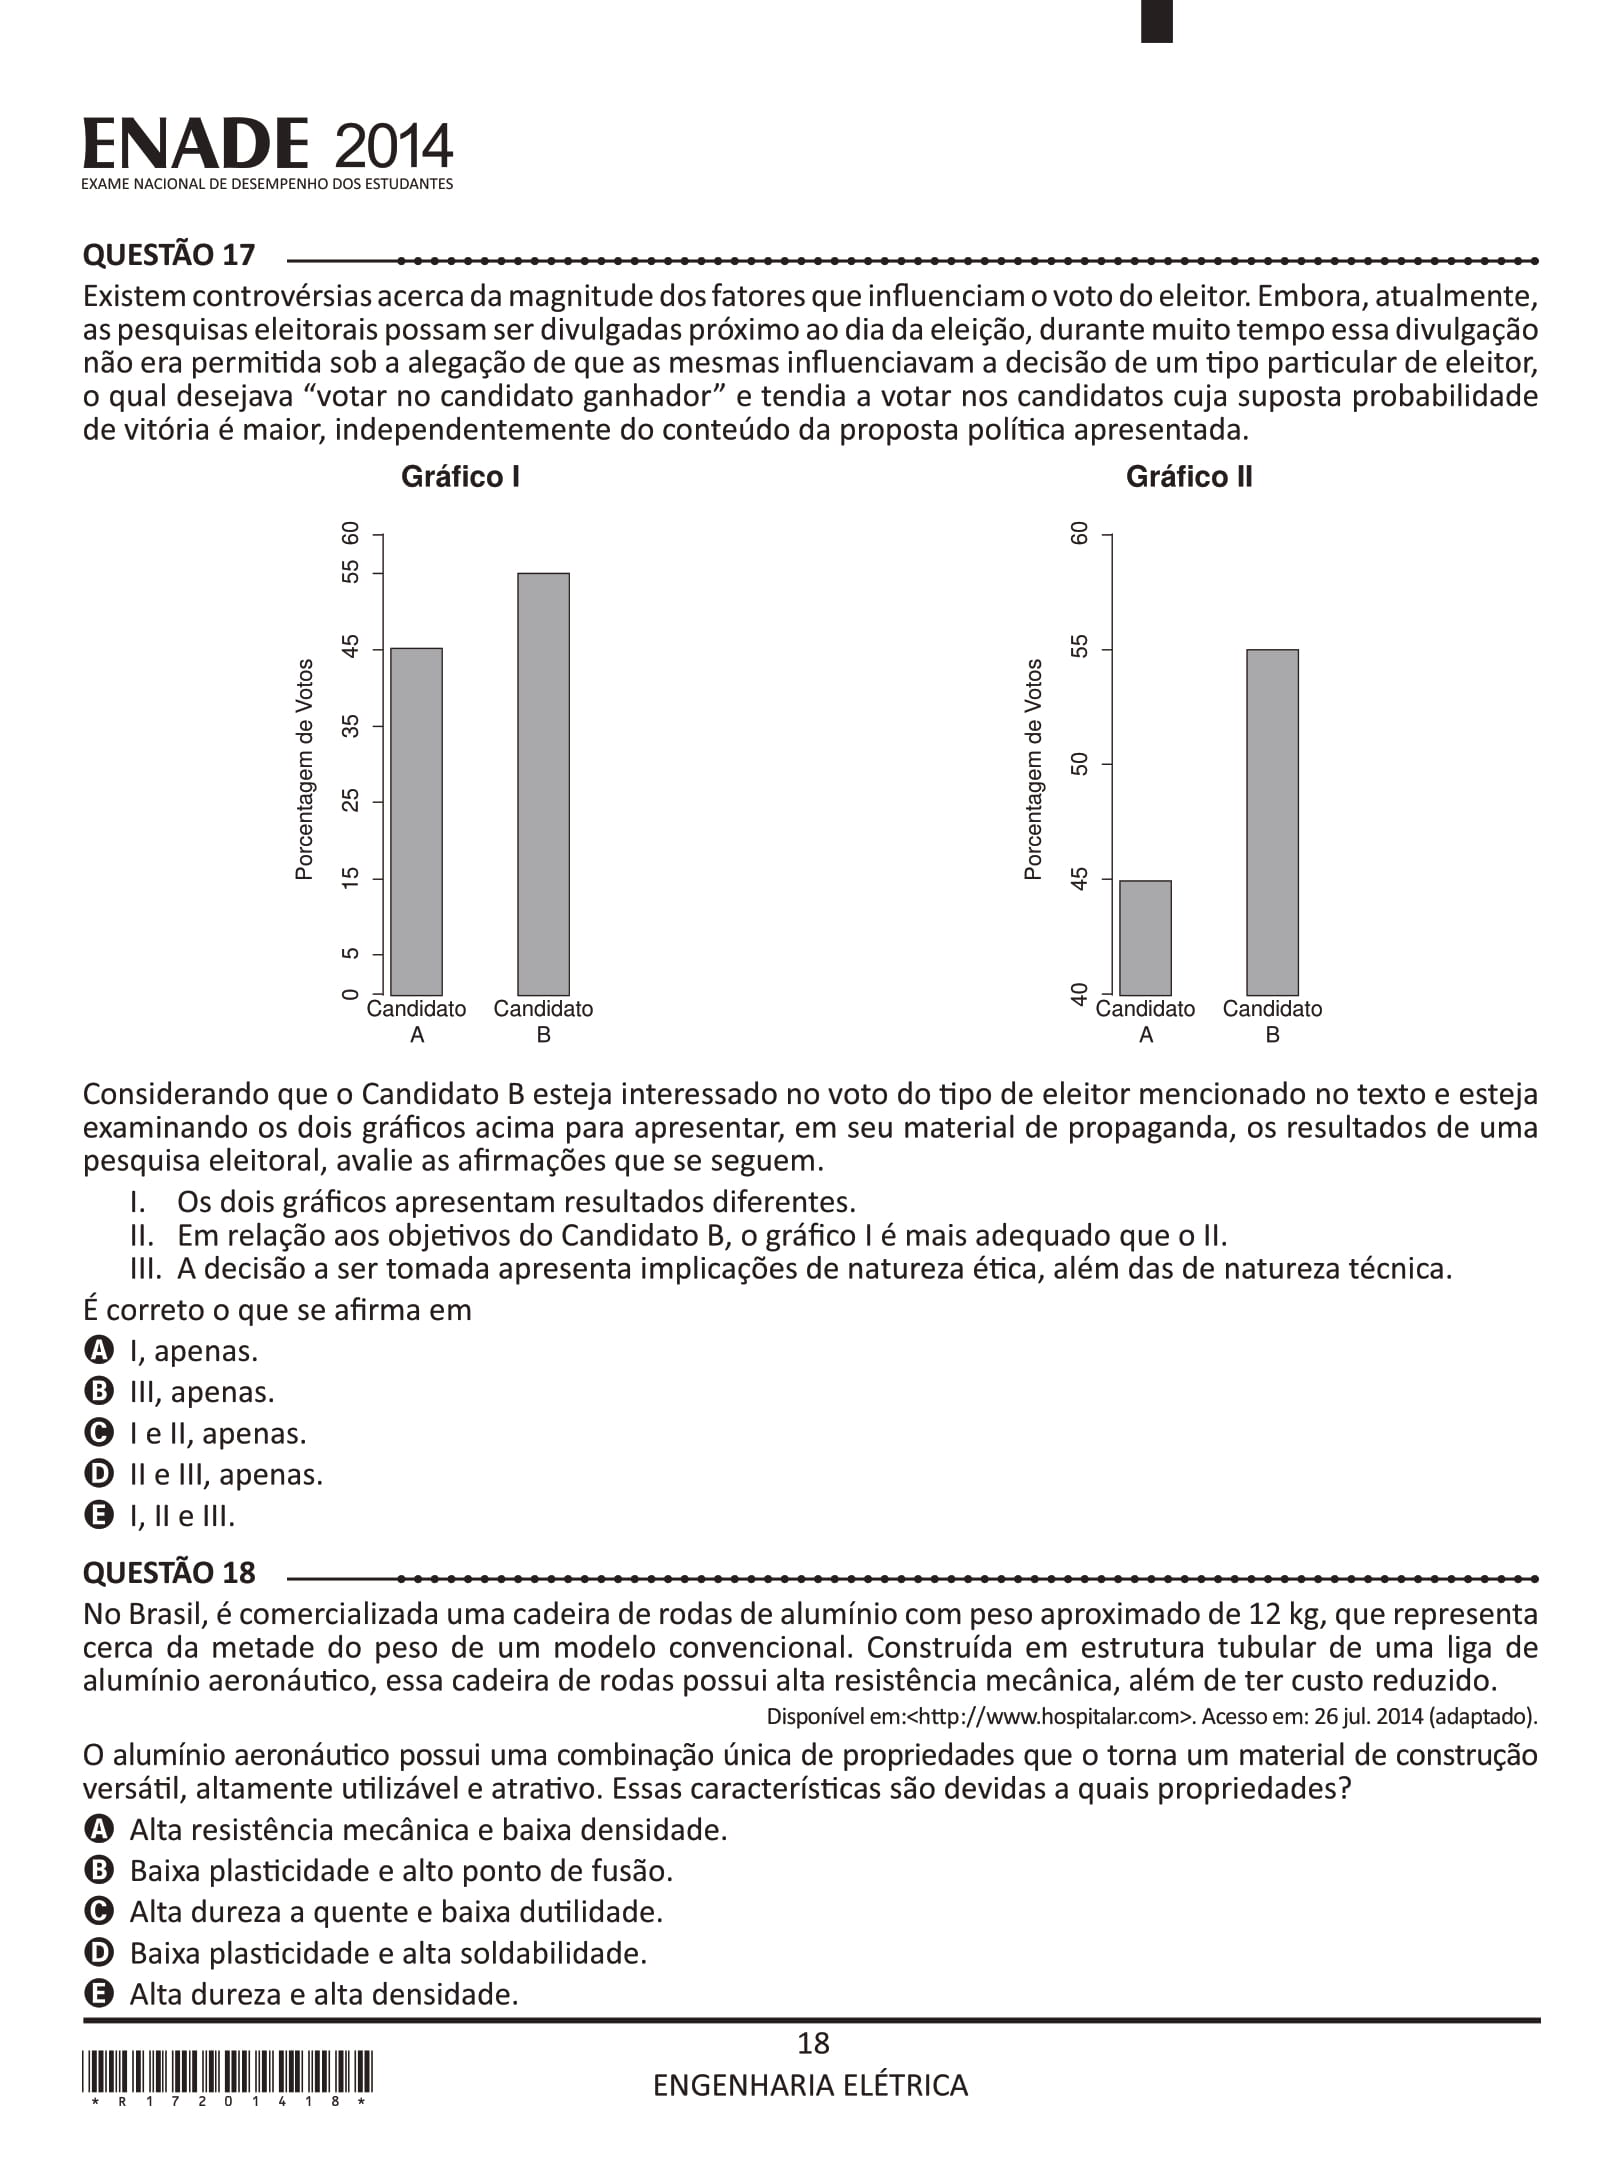 ENADE 2014
EXAME NACIONAL DE DESEMPENHO DOS ESTUDANTES
QUESTÃO 17
Existem controvérsias acerca da magnitude dos fatores que influenciam o voto do eleitor. Embora, atualmente,
as pesquisas eleitorais possam ser divulgadas próximo ao dia da eleição, durante muito tempo essa divulgação
não era permitida sob a alegação de que as mesmas influenciavam a decisão de um tipo particular de eleitor,
o qual desejava “votar no candidato ganhador” e tendia a votar nos candidatos cuja suposta probabilidade
de vitória é maior, independentemente do conteúdo da proposta política apresentada.
Gráfico I
Porcentagem de Votos
60
55
45
35
25
15
5
0
Candidato
A
Candidato
B
Gráfico II
Porcentagem de Votos
60
55
50
45
40
Candidato
A
Candidato
B
Considerando que o Candidato B esteja interessado no voto do tipo de eleitor mencionado no texto e esteja
examinando os dois gráficos acima para apresentar, em seu material de propaganda, os resultados de uma
pesquisa eleitoral, avalie as afirmações que se seguem.
I. Os dois gráficos apresentam resultados diferentes.
II. Em relação aos objetivos do Candidato B, o gráfico I é mais adequado que o II.
III. A decisão a ser tomada apresenta implicações de natureza ética, além das de natureza técnica.
É correto o que se afirma em
A I, apenas.
B III, apenas.
C I e II, apenas.
D II e III, apenas.
E I, II e III.
QUESTÃO 18
No Brasil, é comercializada uma cadeira de rodas de alumínio com peso aproximado de 12 kg, que representa
cerca da metade do peso de um modelo convencional. Construída em estrutura tubular de uma liga de
alumínio aeronáutico, essa cadeira de rodas possui alta resistência mecânica, além de ter custo reduzido.
Disponível em:<http://www.hospitalar.com>. Acesso em: 26 jul. 2014 (adaptado).
O alumínio aeronáutico possui uma combinação única de propriedades que o torna um material de construção
versátil, altamente utilizável e atrativo. Essas características são devidas a quais propriedades?
A Alta resistência mecânica e baixa densidade.
B Baixa plasticidade e alto ponto de fusão.
C Alta dureza a quente e baixa dutilidade.
D Baixa plasticidade e alta soldabilidade.
E Alta dureza e alta densidade.
18
ENGENHARIA ELÉTRICA
* R 1 7 2 0 1 4 1 8 *